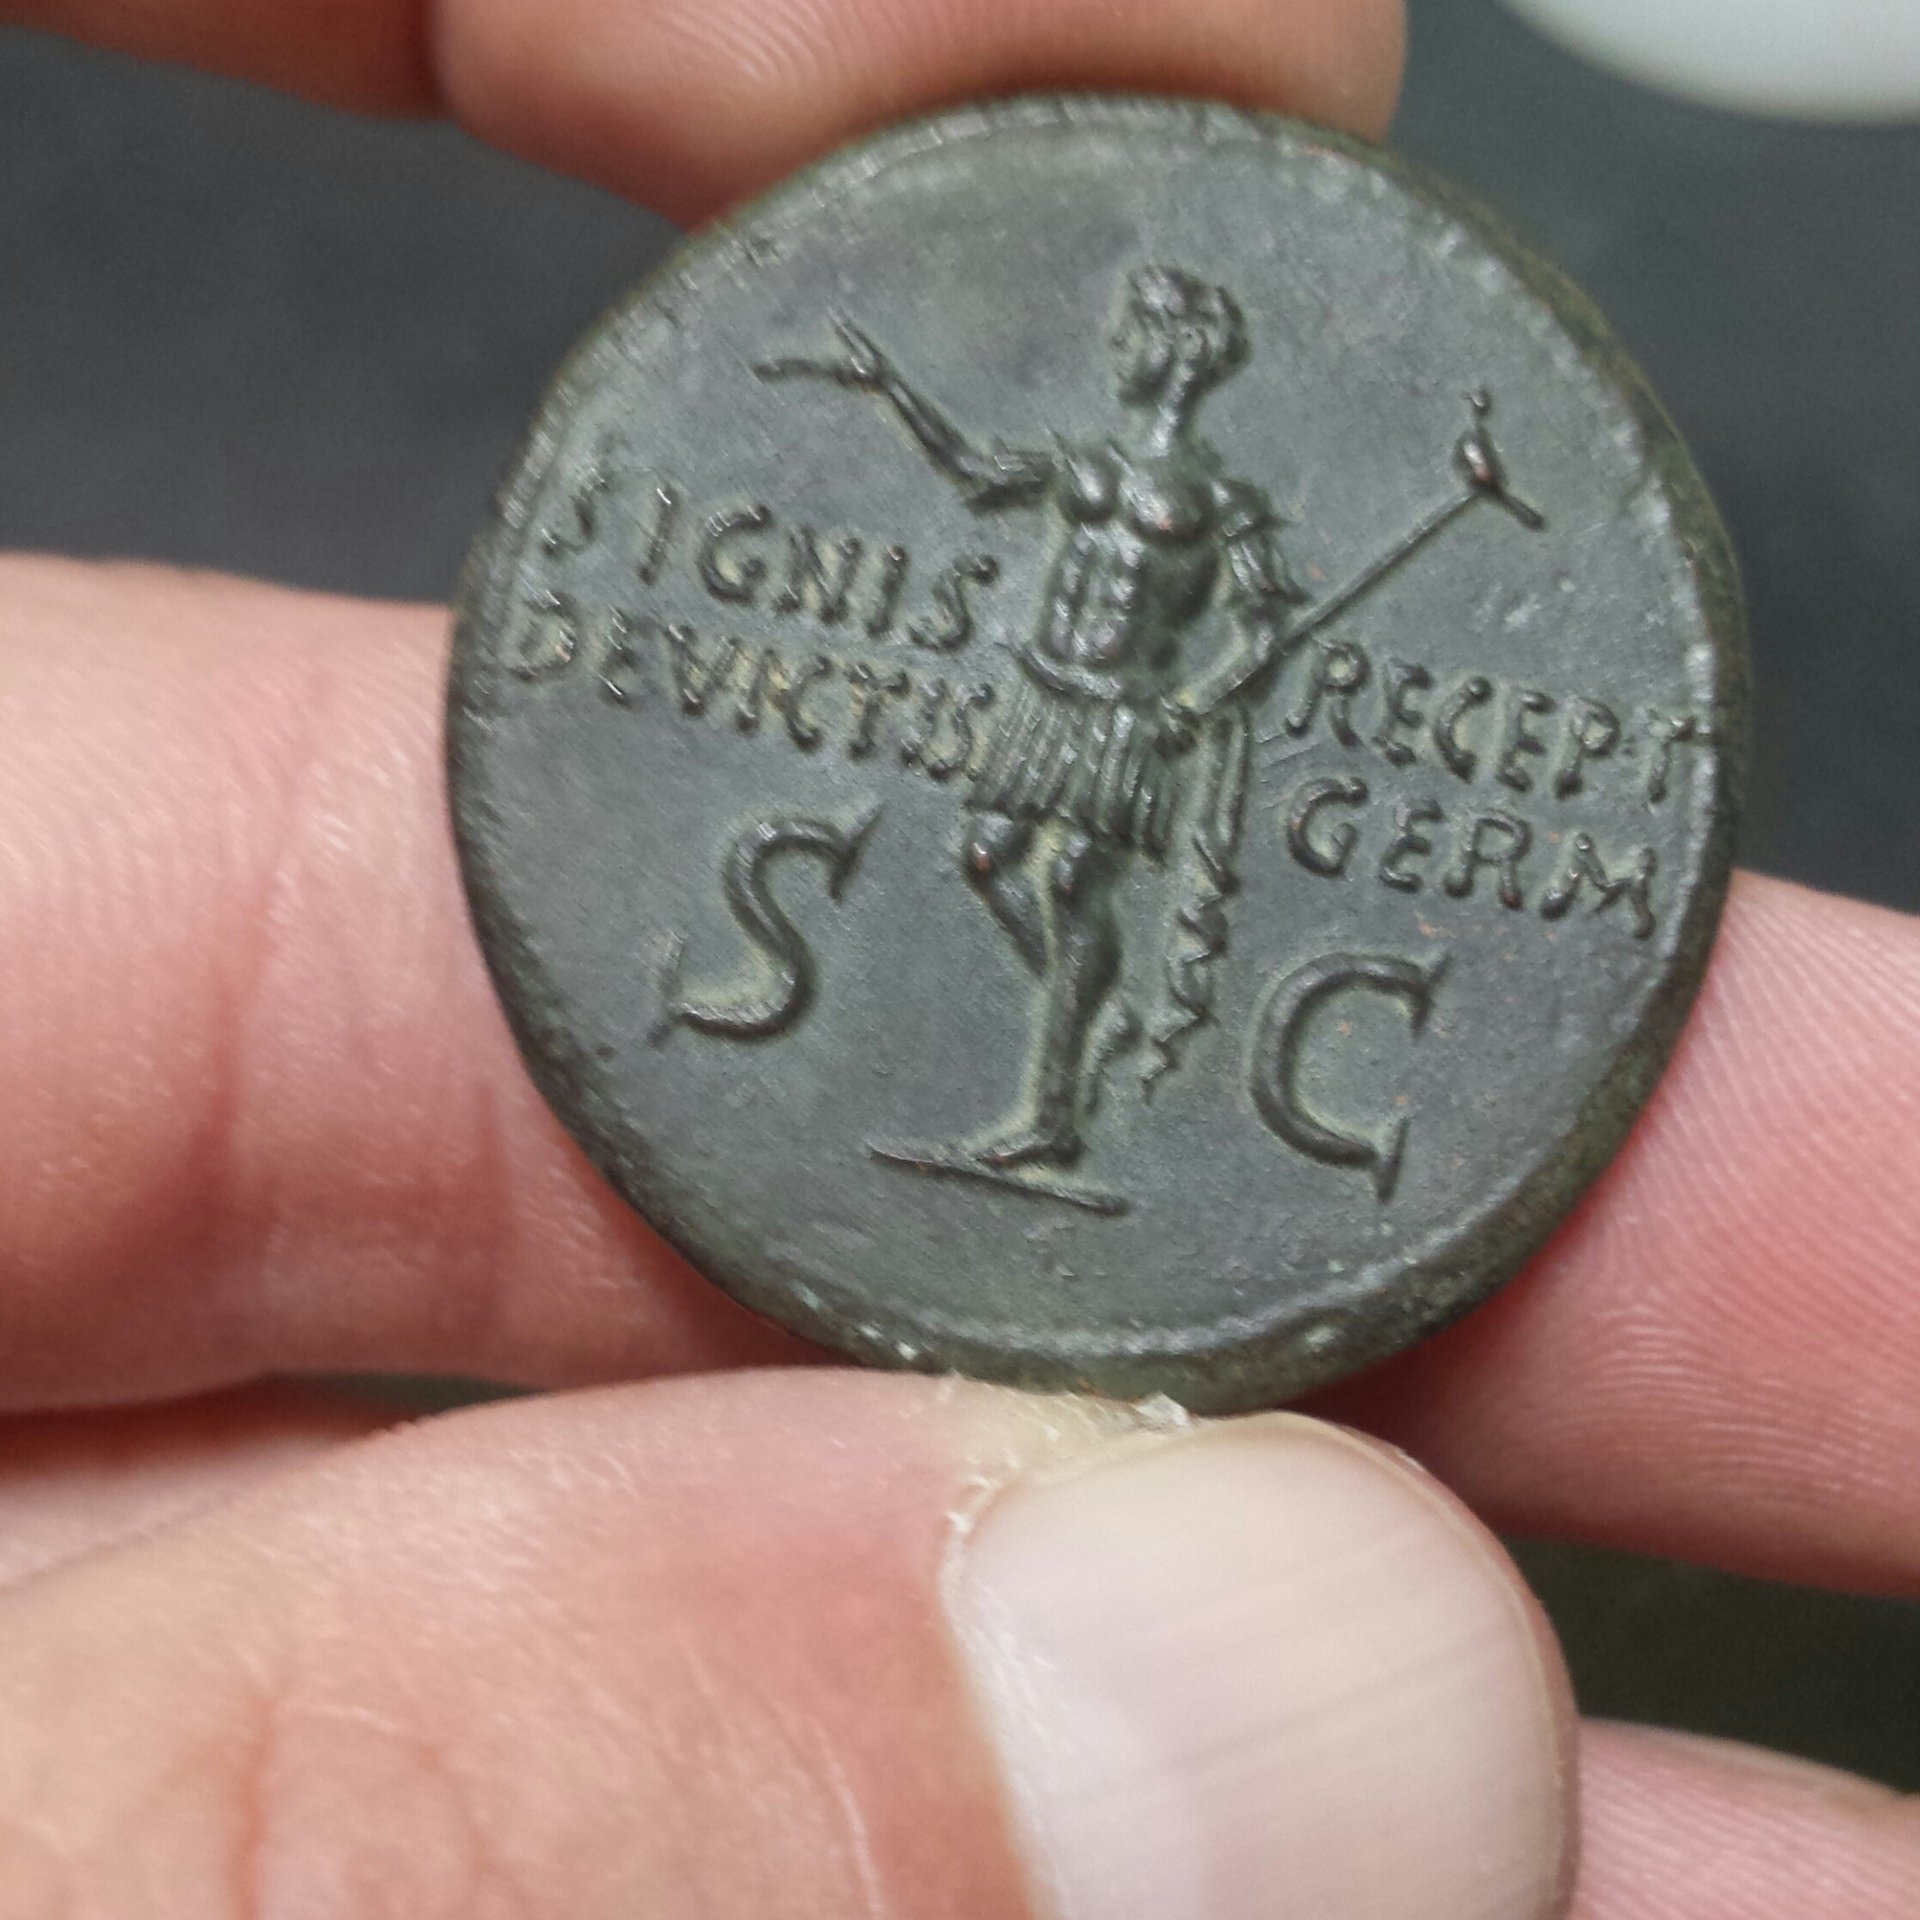 SIGNIS RECEPT
DEVICTIS GERM
S C